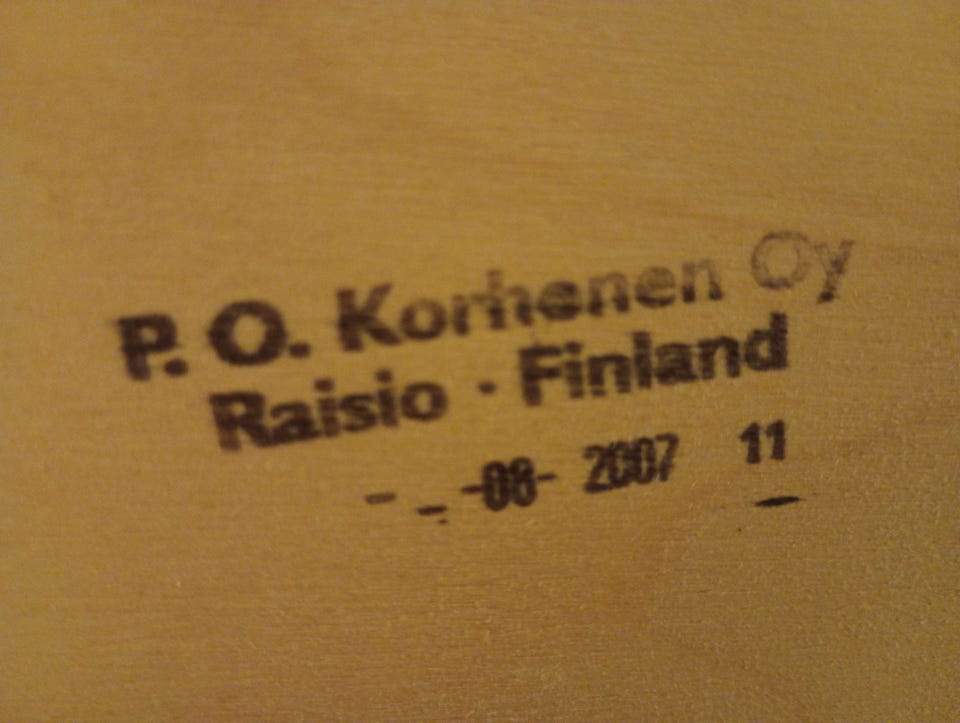 P. O. Korhonen Oy
Raisio · Finland
- - -08- 2007 11